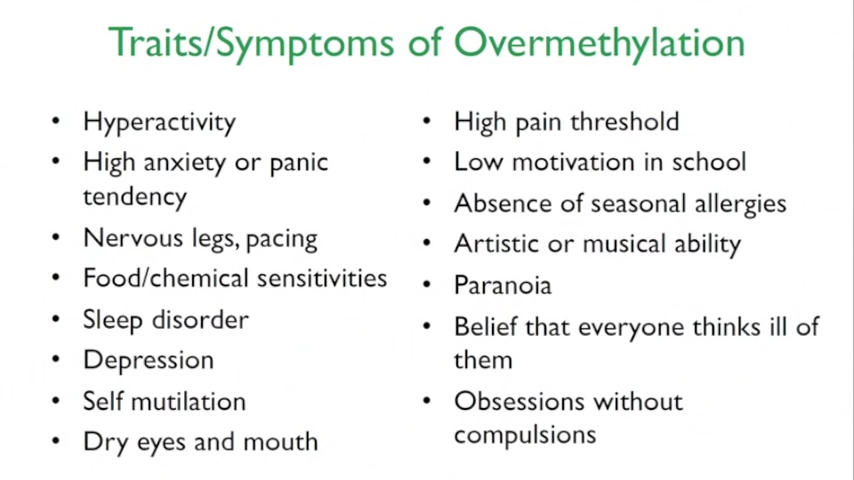 Traits/Symptoms of Overmethylation
• Hyperactivity
• High anxiety or panic
tendency
• Nervous legs, pacing
• Food/chemical sensitivities
• Sleep disorder
• Depression
• Self mutilation
• Dry eyes and mouth
• High pain threshold
• Low motivation in school
• Absence of seasonal allergies
• Artistic or musical ability
• Paranoia
• Belief that everyone thinks ill of
them
• Obsessions without
compulsions